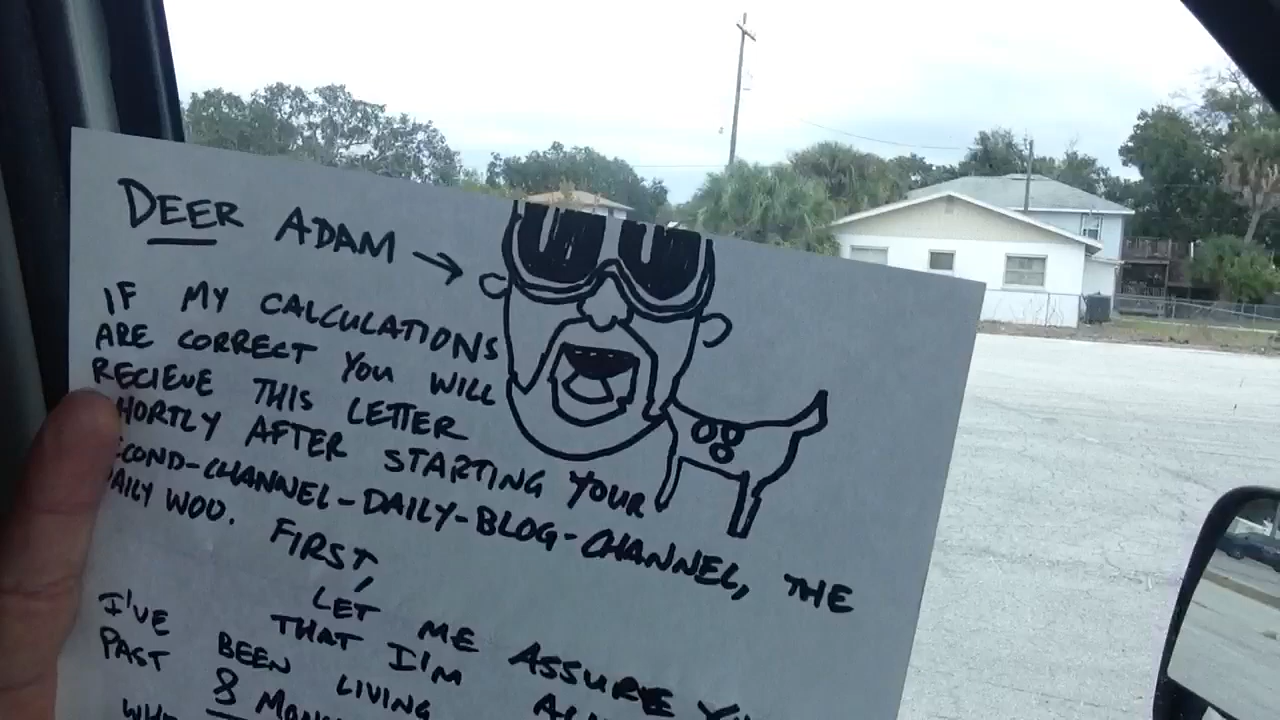 DEER ADAM →
IF MY CALCULATIONS
ARE CORRECT YOU WILL
RECIEVE THIS LETTER
HORTLY AFTER STARTING YOUR
COND-CHANNEL-DAILY-BLOG-CHANNEL, THE
AILY WOO. FIRST,
LET ME ASSURE
THAT I'M
I'VE BEEN LIVING
PAST 8